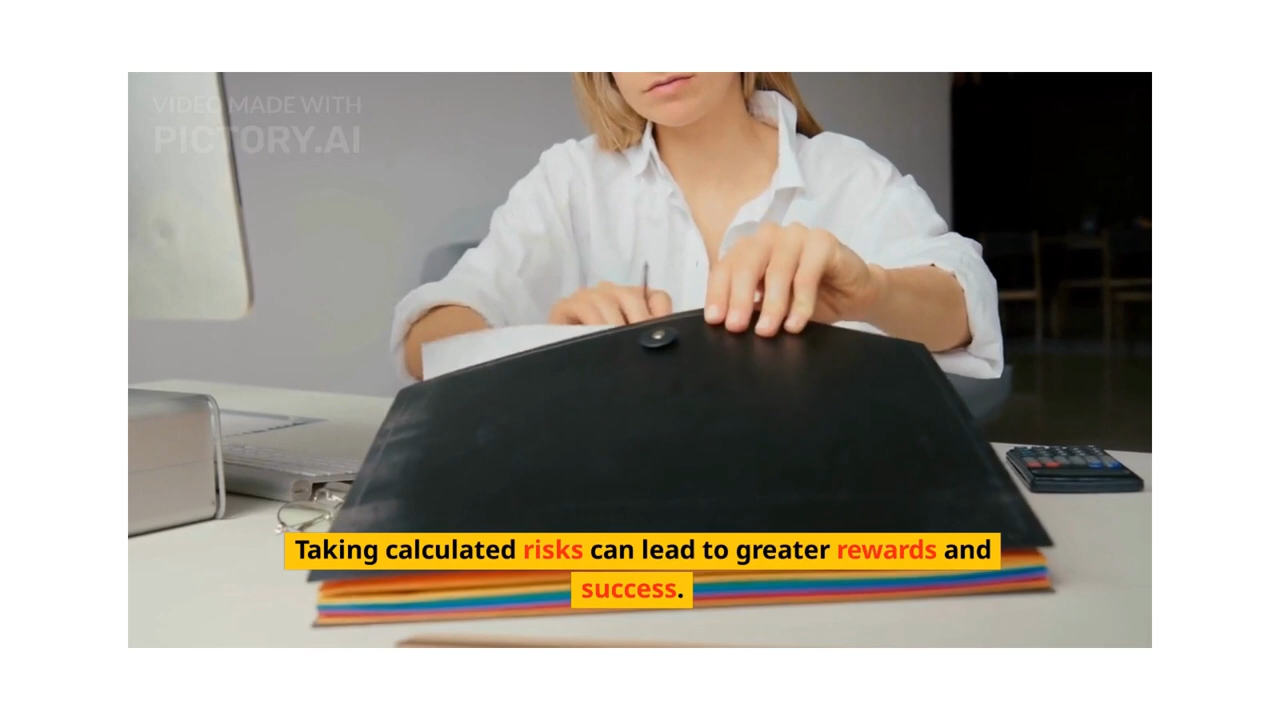 VIDEO MADE WITH
PICTORY.AI
Taking calculated risks can lead to greater rewards and
success.